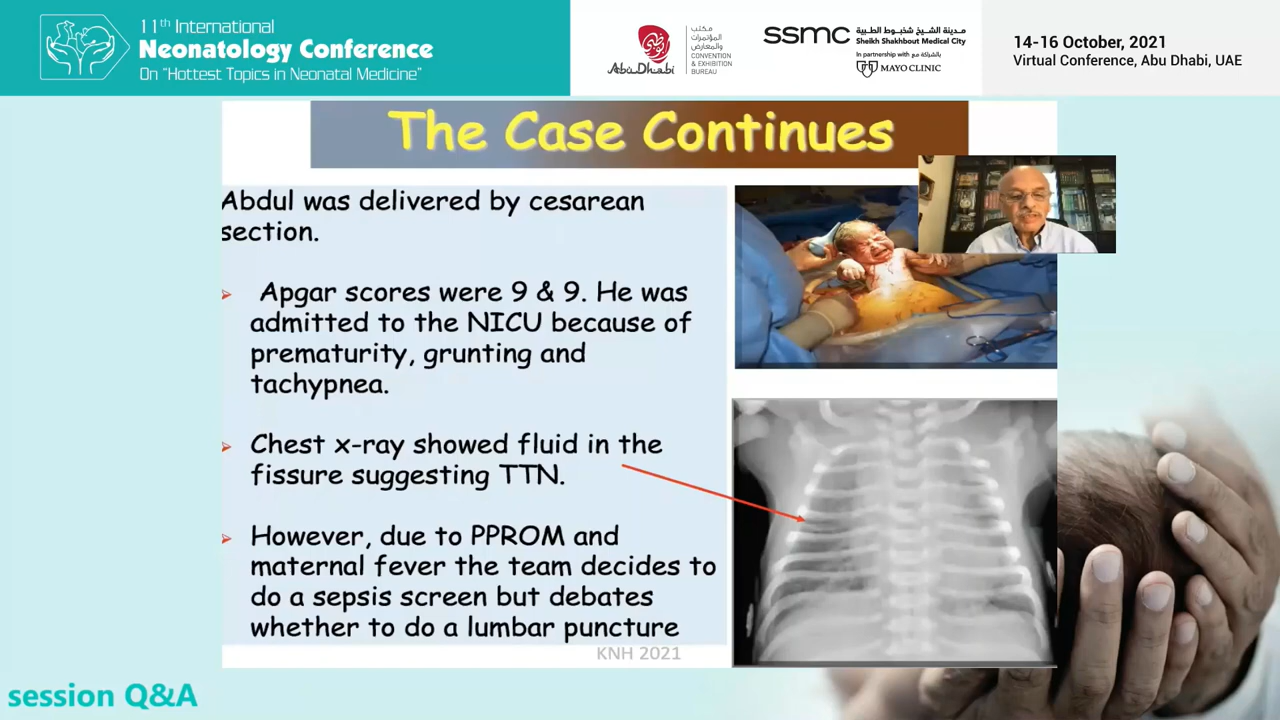 11th International
Neonatology Conference
On "Hottest Topics in Neonatal Medicine"
Abu Dhabi
مكتب
المؤتمرات
والمعارض
CONVENTION
& EXHIBITION
BUREAU
ssmc
مدينة الشيخ شخبوط الطبية
Sheikh Shakhbout Medical City
In partnership with بالشراكة مع
MAYO CLINIC
14-16 October, 2021
Virtual Conference, Abu Dhabi, UAE
The Case Continues
Abdul was delivered by cesarean
section.
Apgar scores were 9 & 9. He was
admitted to the NICU because of
prematurity, grunting and
tachypnea.
Chest x-ray showed fluid in the
fissure suggesting TTN.
However, due to PPROM and
maternal fever the team decides to
do a sepsis screen but debates
whether to do a lumbar puncture
KNH 2021
session Q&A